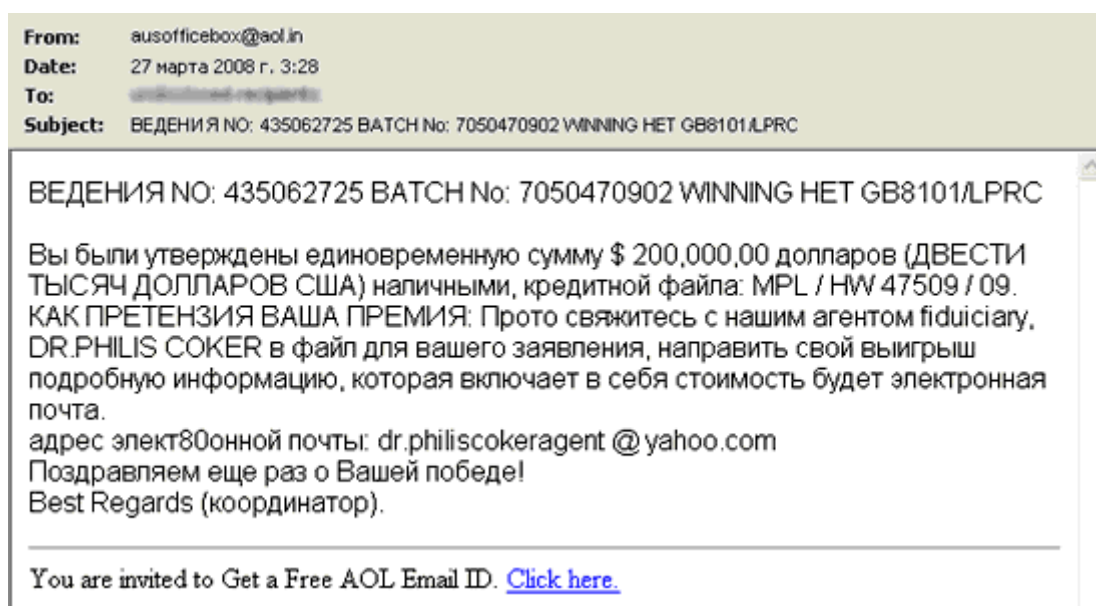 From: ausofficebox@aol.in
Date: 27 марта 2008 г. 3:28
To:
Subject: ВЕДЕНИЯ NO: 435062725 BATCH No: 7050470902 WINNING НЕТ GB8101/LPRC
ВЕДЕНИЯ NO: 435062725 BATCH No: 7050470902 WINNING НЕТ GB8101/LPRC
Вы были утверждены единовременную сумму $ 200,000,00 долларов (ДВЕСТИ
ТЫСЯЧ ДОЛЛАРОВ США) наличными, кредитной файла: MPL / HW 47509 / 09.
КАК ПРЕТЕНЗИЯ ВАША ПРЕМИЯ: Прото свяжитесь с нашим агентом fiduiciary,
DR.PHILIS COKER в файл для вашего заявления, направить свой выигрыш
подробную информацию, которая включает в себя стоимость будет электронная
почта.
адрес элект80онной почты: dr.philiscokeragent @ yahoo.com
Поздравляем еще раз о Вашей победе!
Best Regards (координатор).
You are invited to Get a Free AOL Email ID. Click here.